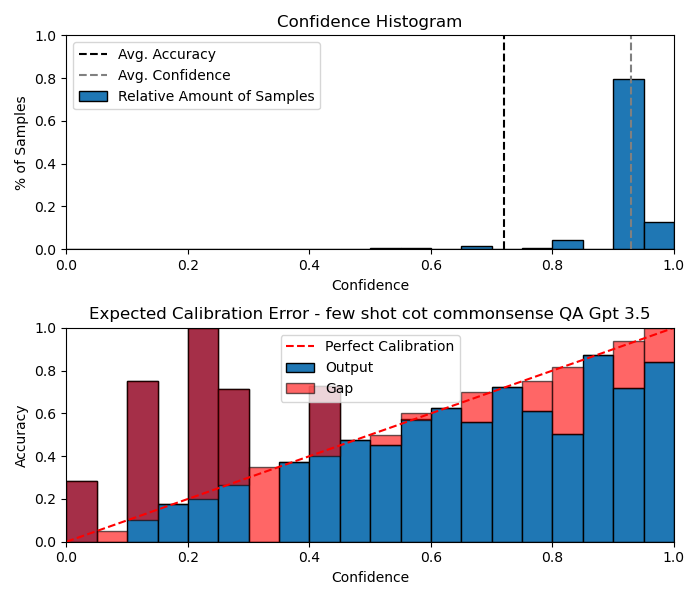 Confidence Histogram
1.0
0.8
0.6
0.4
0.2
0.0
% of Samples
Avg. Accuracy
Avg. Confidence
Relative Amount of Samples
0.0 0.2 0.4 0.6 0.8 1.0
Confidence
Expected Calibration Error - few shot cot commonsense QA Gpt 3.5
1.0
0.8
0.6
0.4
0.2
0.0
Accuracy
Perfect Calibration
Output
Gap
0.0 0.2 0.4 0.6 0.8 1.0
Confidence